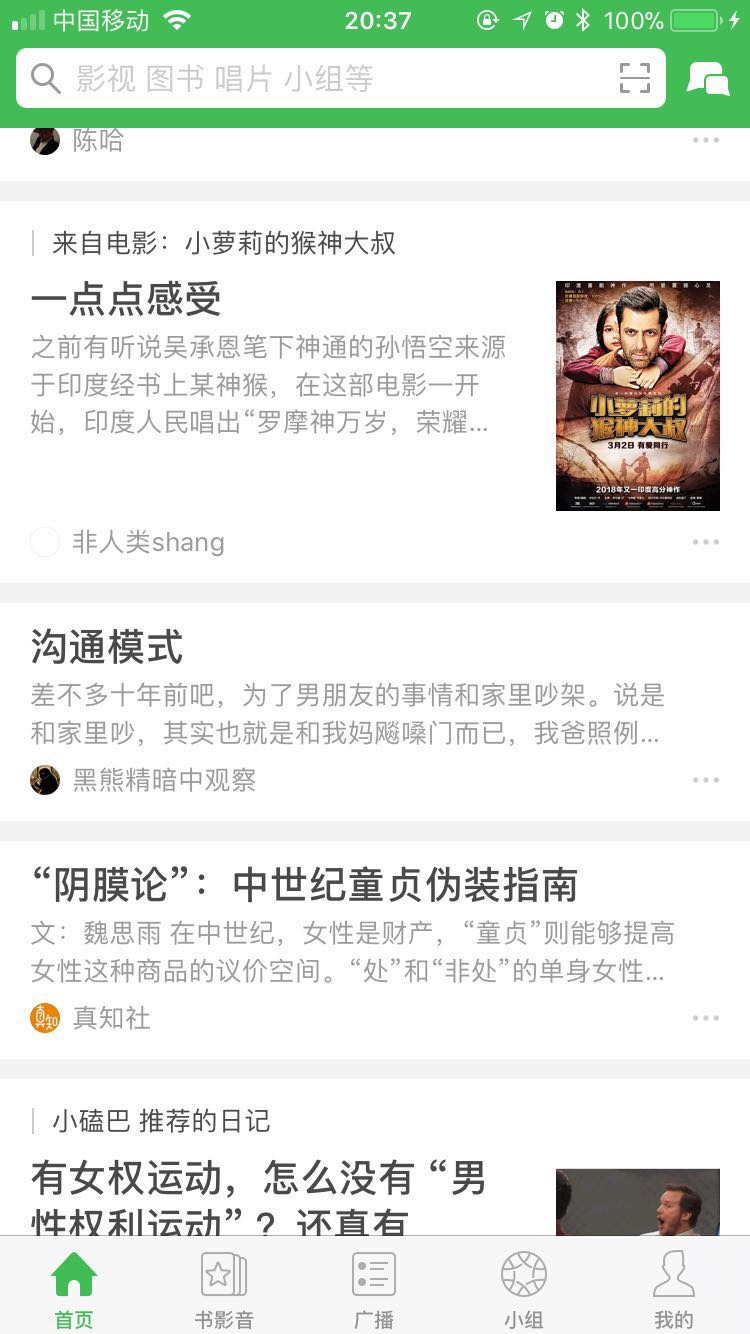 中国移动
20:37
100%
影视 图书 唱片 小组等
陈哈
来自电影：小萝莉的猴神大叔
一点点感受
之前有听说吴承恩笔下神通的孙悟空来源
于印度经书上某神猴，在这部电影一开
始，印度人民唱出“罗摩神万岁，荣耀...
小萝莉的
猴神大叔
3月2日 有爱同行
2018年又一印度高分神作
非人类shang
沟通模式
差不多十年前吧，为了男朋友的事情和家里吵架。说是
和家里吵，其实也就是和我妈飚嗓门而已，我爸照例...
黑熊精暗中观察
“阴膜论”：中世纪童贞伪装指南
文：魏思雨 在中世纪，女性是财产，“童贞”则能够提高
女性这种商品的议价空间。“处”和“非处”的单身女性...
真知
真知社
小磕巴 推荐的日记
有女权运动，怎么没有 “男
性权利运动” ？还真有
首页
书影音
广播
小组
我的